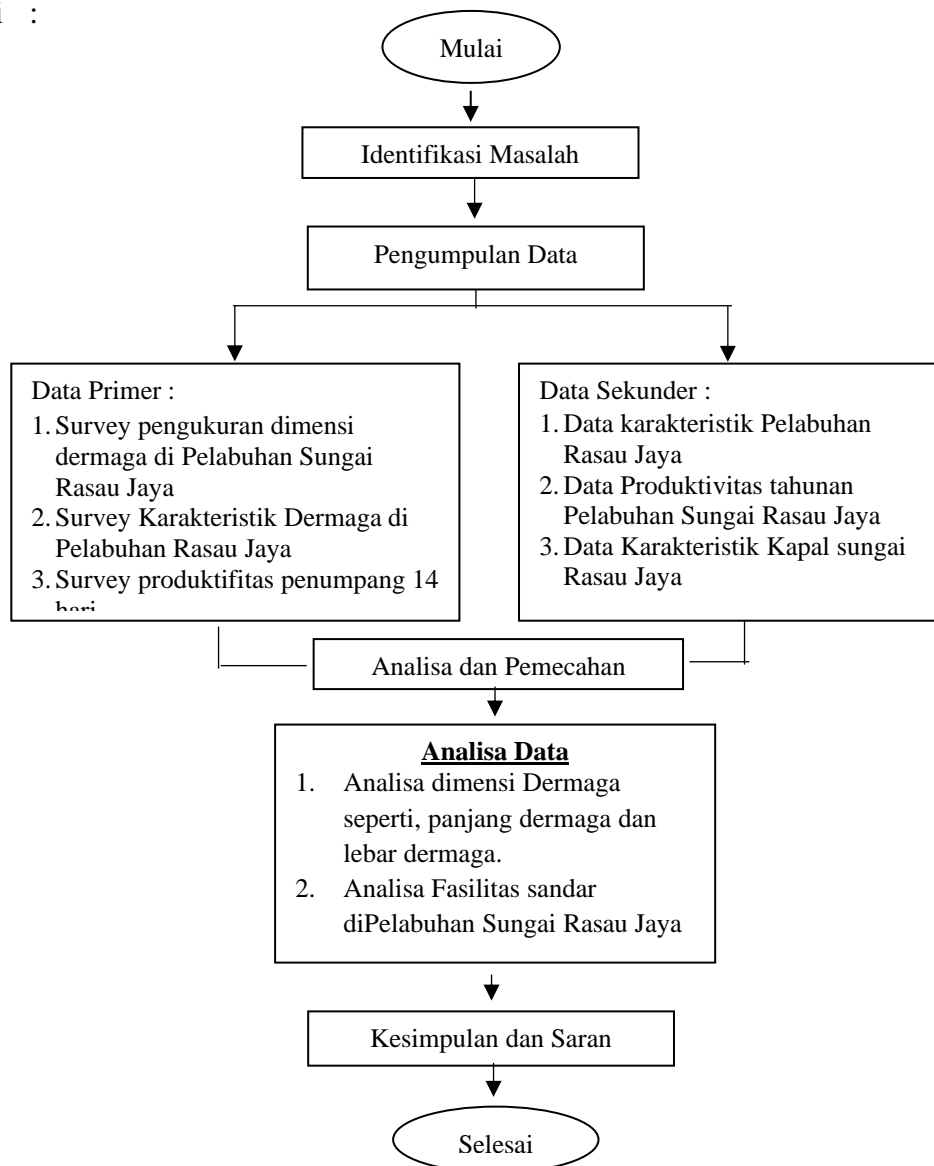 i :
Mulai
Identifikasi Masalah
Pengumpulan Data
Data Primer :
1. Survey pengukuran dimensi
dermaga di Pelabuhan Sungai
Rasau Jaya
2. Survey Karakteristik Dermaga di
Pelabuhan Rasau Jaya
3. Survey produktifitas penumpang 14
hari
Data Sekunder :
1. Data karakteristik Pelabuhan
Rasau Jaya
2. Data Produktivitas tahunan
Pelabuhan Sungai Rasau Jaya
3. Data Karakteristik Kapal sungai
Rasau Jaya
Analisa dan Pemecahan
Analisa Data
1. Analisa dimensi Dermaga
seperti, panjang dermaga dan
lebar dermaga.
2. Analisa Fasilitas sandar
diPelabuhan Sungai Rasau Jaya
Kesimpulan dan Saran
Selesai